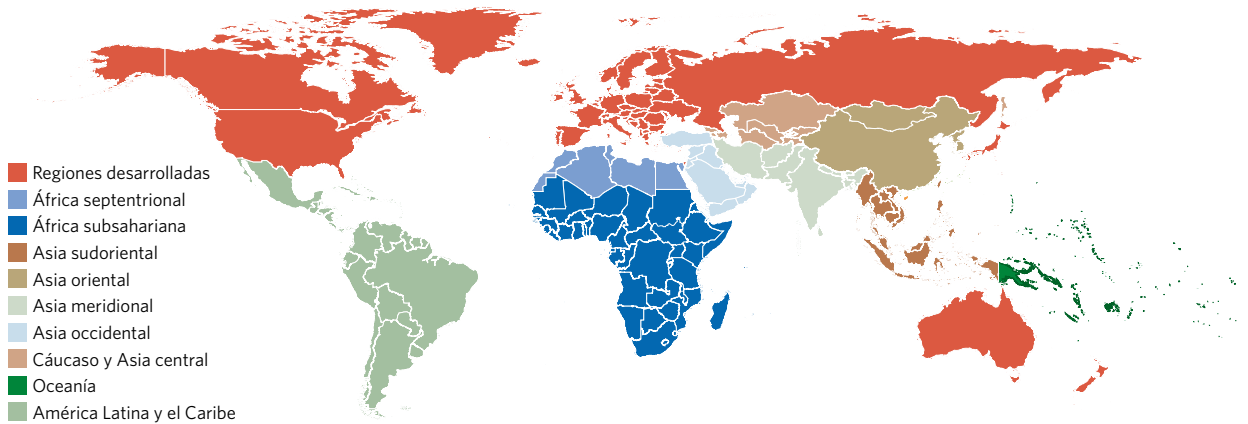 Regiones desarrolladas
África septentrional
África subsahariana
Asia sudoriental
Asia oriental
Asia meridional
Asia occidental
Cáucaso y Asia central
Oceanía
América Latina y el Caribe